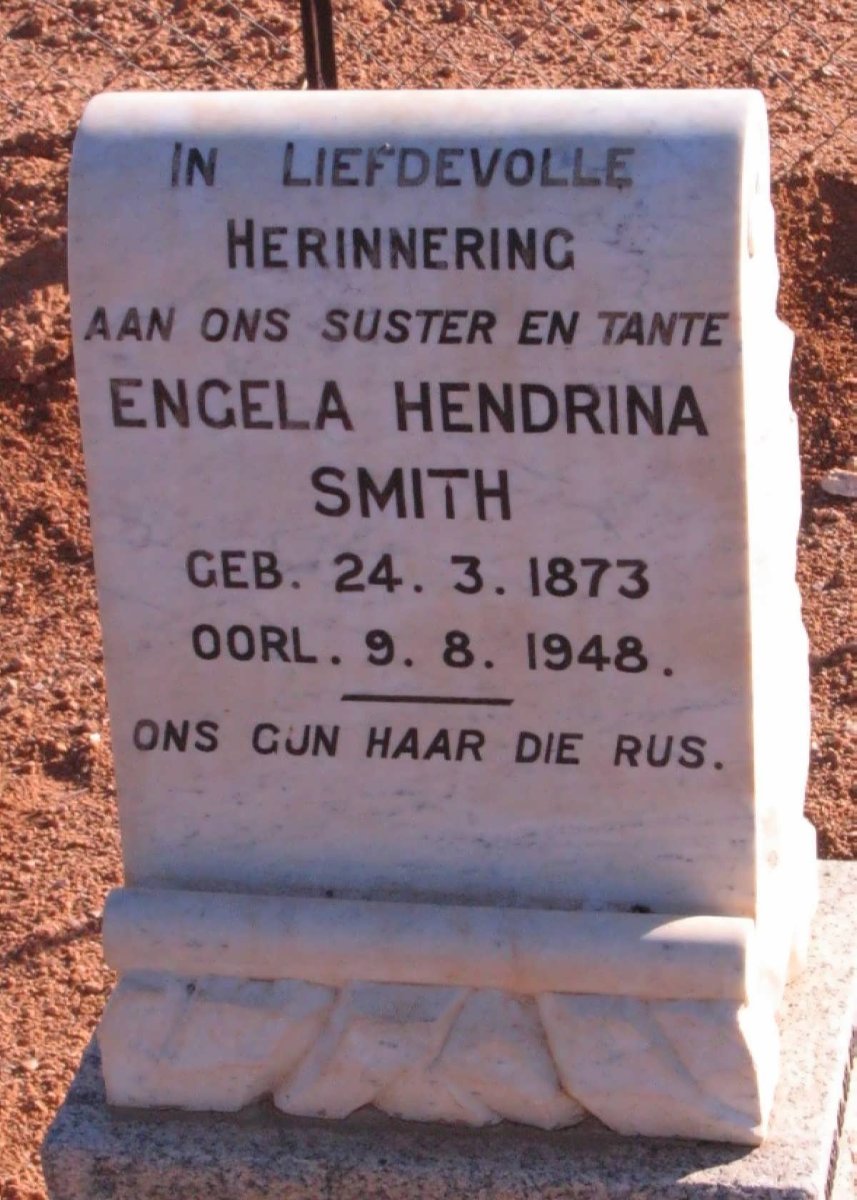 IN LIEFDEVOLLE
HERINNERING
AAN ONS SUSTER EN TANTE
ENGELA HENDRINA
SMITH
GEB. 24. 3. 1873
OORL. 9. 8. 1948.
ONS GUN HAAR DIE RUS.